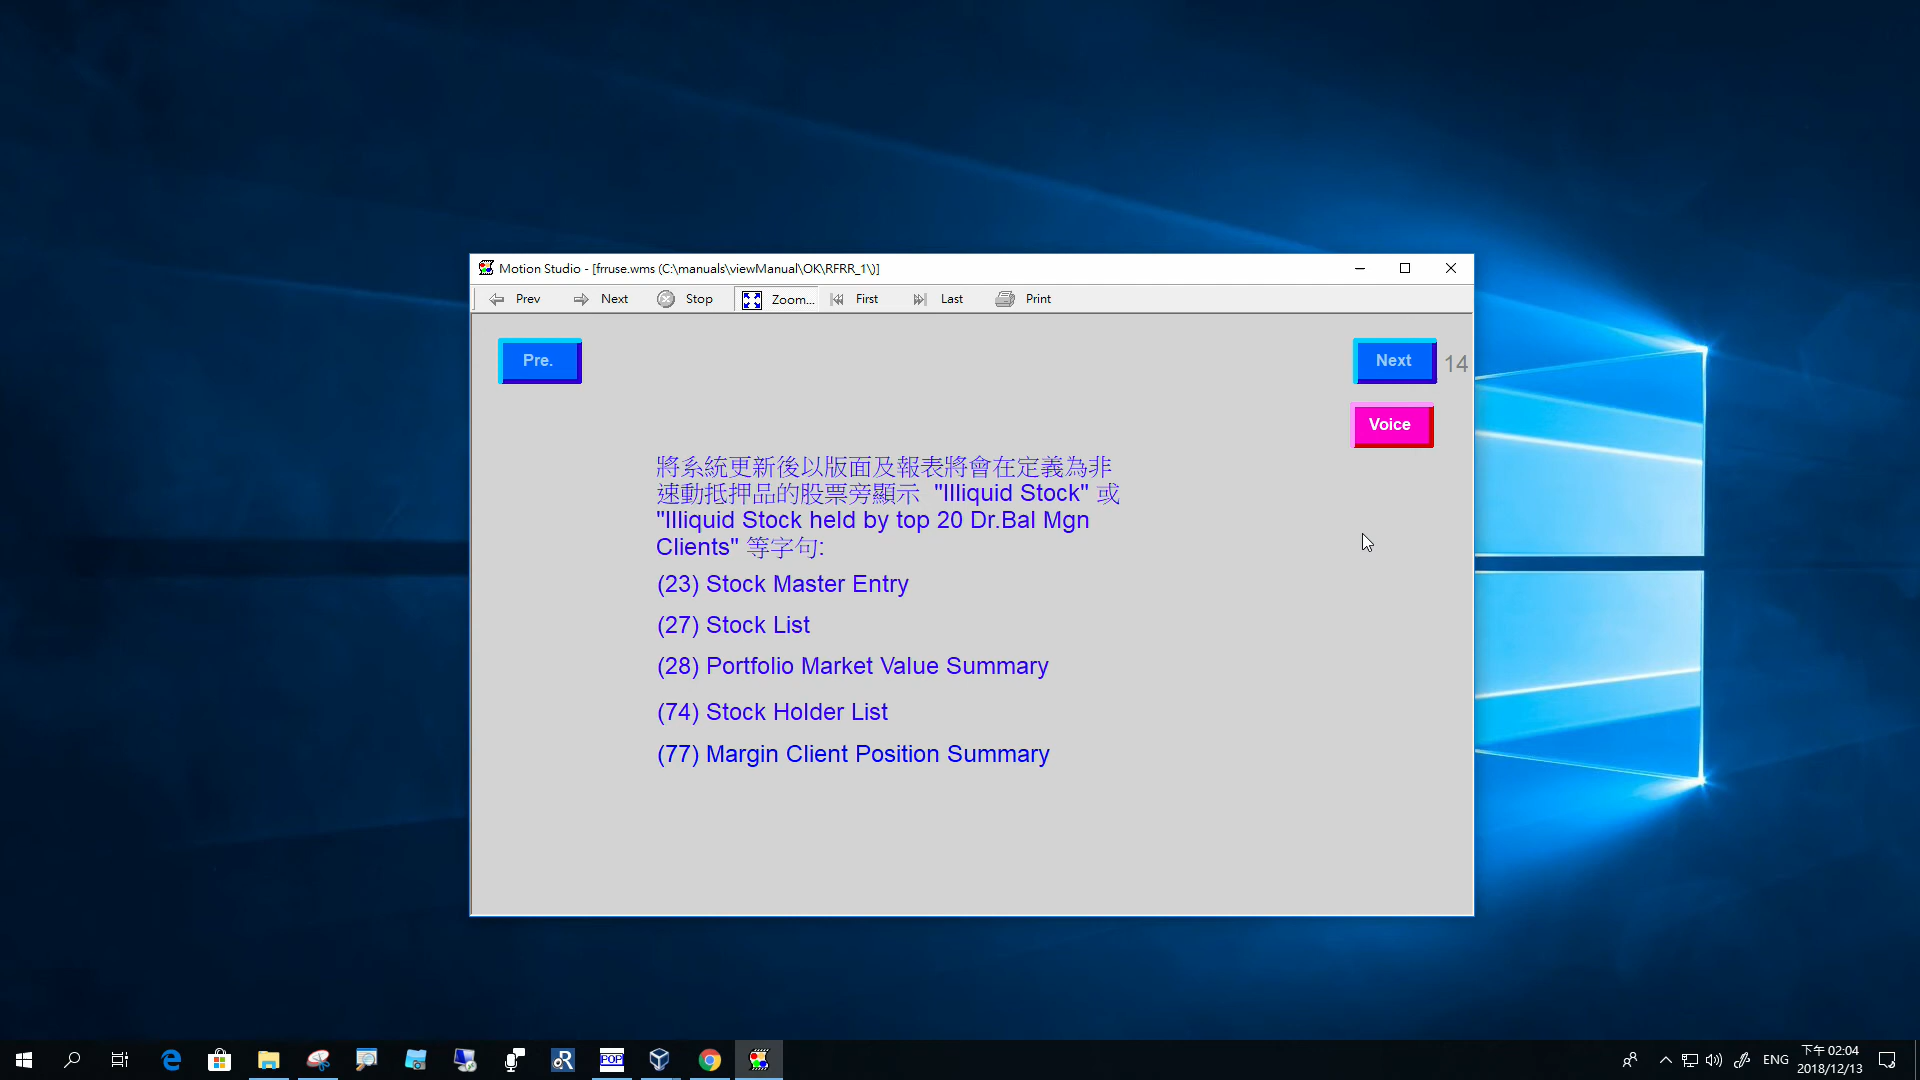 Motion Studio - [frruse.wms (C:\manuals\viewManual\OK\RFRR_1\)]
Prev Next Stop Zoom... First Last Print
Pre. Next 14
Voice
將系統更新後以版面及報表將會在定義為非
速動抵押品的股票旁顯示 "Illiquid Stock" 或
"Illiquid Stock held by top 20 Dr.Bal Mgn
Clients" 等字句:
(23) Stock Master Entry
(27) Stock List
(28) Portfolio Market Value Summary
(74) Stock Holder List
(77) Margin Client Position Summary
POP
ENG
下午 02:04
2018/12/13